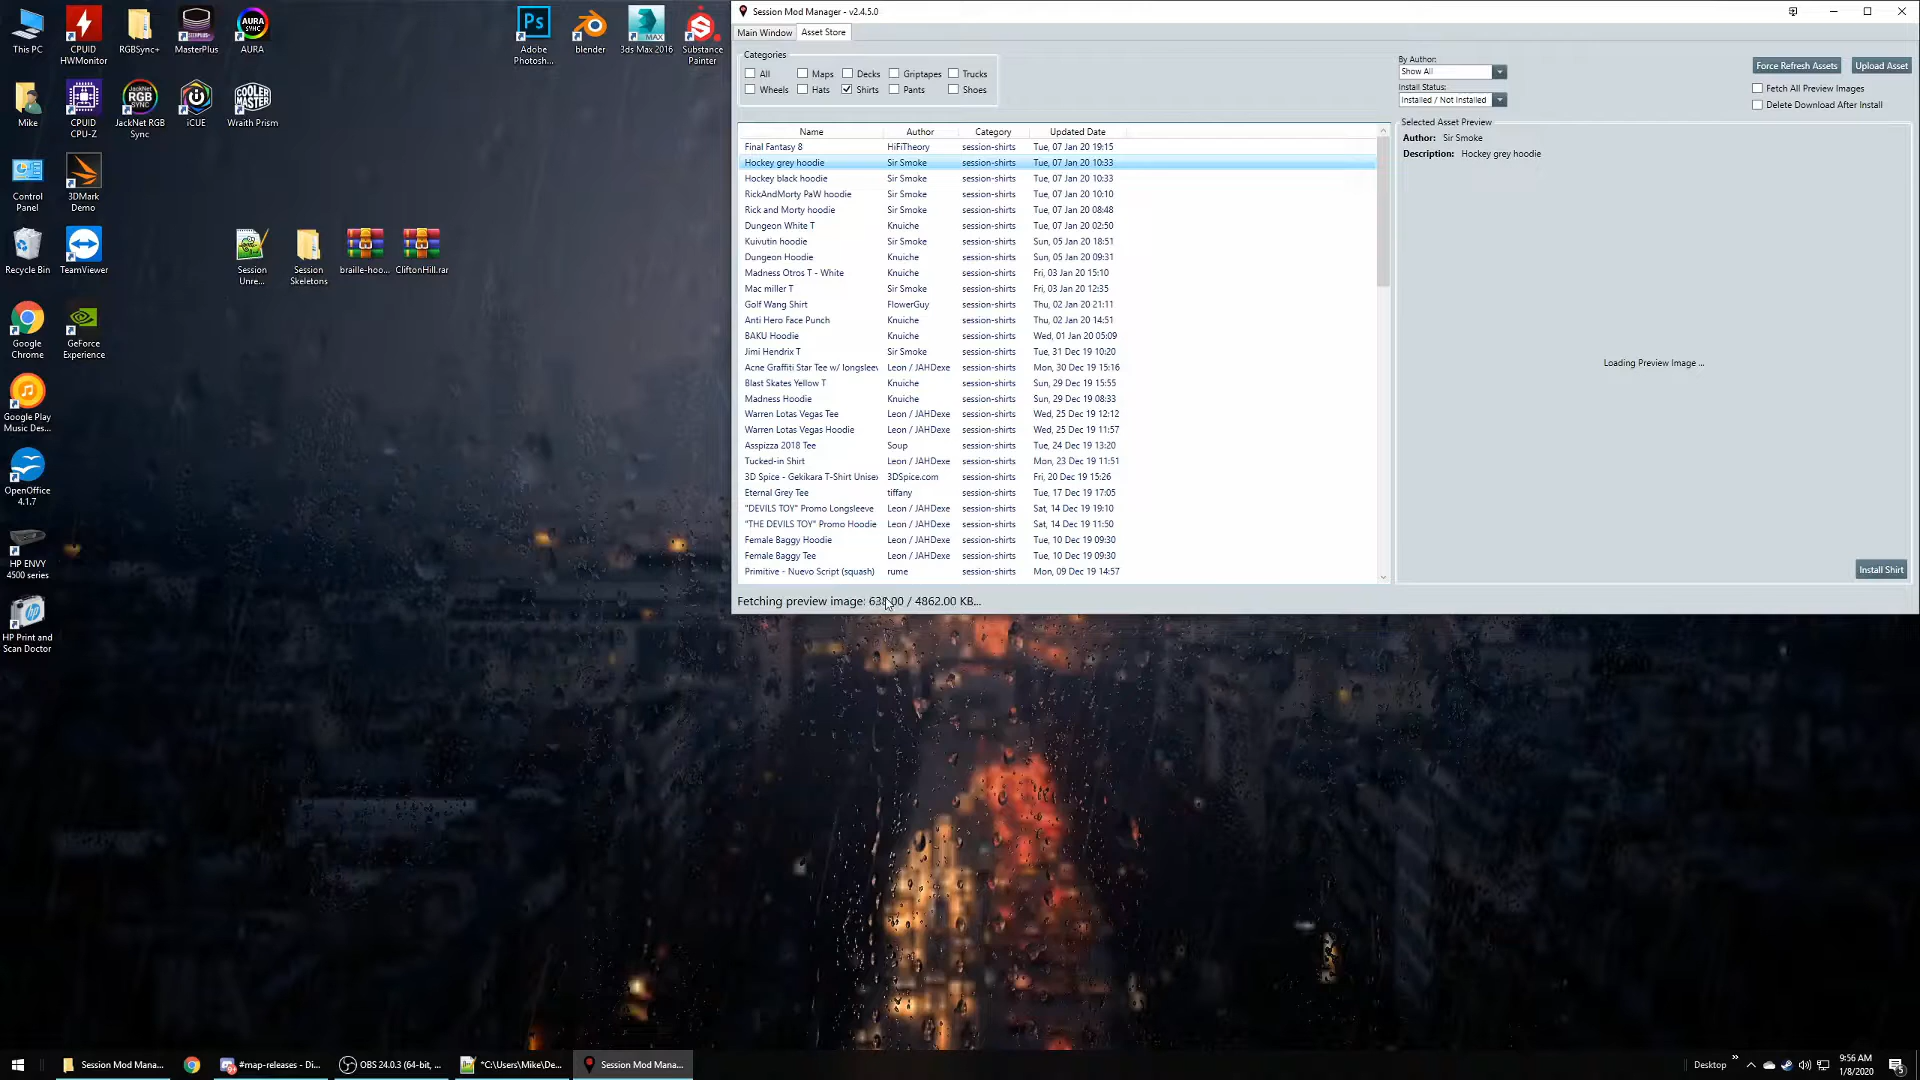 This PC
CPUID
HWMonitor
RGBSync+
MasterPlus
AURA
Adobe
Photosh...
blender
3ds Max 2016
Substance
Painter
Mike
CPUID
CPU-Z
JackNet RGB
Sync
iCUE
Wraith Prism
Control
Panel
3DMark
Demo
Recycle Bin
TeamViewer
Session
Unre...
Session
Skeletons
braille-hoo...
CliftonHill.rar
Google
Chrome
GeForce
Experience
Google Play
Music Des...
OpenOffice
4.1.7
HP ENVY
4500 series
HP Print and
Scan Doctor
Session Mod Manager - v2.4.5.0
Main Window Asset Store
Categories
All Maps Decks Griptapes Trucks
Wheels Hats Shirts Pants Shoes
By Author:
Show All
Install Status:
Installed / Not Installed
Force Refresh Assets Upload Asset
Fetch All Preview Images
Delete Download After Install
Name Author Category Updated Date
Final Fantasy 8 HiFiTheory session-shirts Tue, 07 Jan 20 19:15
Hockey grey hoodie Sir Smoke session-shirts Tue, 07 Jan 20 10:33
Hockey black hoodie Sir Smoke session-shirts Tue, 07 Jan 20 10:33
RickAndMorty PaW hoodie Sir Smoke session-shirts Tue, 07 Jan 20 10:10
Rick and Morty hoodie Sir Smoke session-shirts Tue, 07 Jan 20 08:48
Dungeon White T Knuiche session-shirts Tue, 07 Jan 20 02:50
Kuivutin hoodie Sir Smoke session-shirts Sun, 05 Jan 20 18:51
Dungeon Hoodie Knuiche session-shirts Sun, 05 Jan 20 09:31
Madness Otros T - White Knuiche session-shirts Fri, 03 Jan 20 15:10
Mac miller T Sir Smoke session-shirts Fri, 03 Jan 20 12:35
Golf Wang Shirt FlowerGuy session-shirts Thu, 02 Jan 20 21:11
Anti Hero Face Punch Knuiche session-shirts Thu, 02 Jan 20 14:51
BAKU Hoodie Knuiche session-shirts Wed, 01 Jan 20 05:09
Jimi Hendrix T Sir Smoke session-shirts Tue, 31 Dec 19 10:20
Acne Graffiti Star Tee w/ longsleev Leon / JAHDexe session-shirts Mon, 30 Dec 19 15:16
Blast Skates Yellow T Knuiche session-shirts Sun, 29 Dec 19 15:55
Madness Hoodie Knuiche session-shirts Sun, 29 Dec 19 08:33
Warren Lotas Vegas Tee Leon / JAHDexe session-shirts Wed, 25 Dec 19 12:12
Warren Lotas Vegas Hoodie Leon / JAHDexe session-shirts Wed, 25 Dec 19 11:57
Asspizza 2018 Tee Soup session-shirts Tue, 24 Dec 19 13:20
Tucked-in Shirt Leon / JAHDexe session-shirts Mon, 23 Dec 19 11:51
3D Spice - Gekikara T-Shirt Unisex 3DSpice.com session-shirts Fri, 20 Dec 19 15:26
Eternal Grey Tee tiffany session-shirts Tue, 17 Dec 19 17:05
"DEVILS TOY" Promo Longsleeve Leon / JAHDexe session-shirts Sat, 14 Dec 19 19:10
"THE DEVILS TOY" Promo Hoodie Leon / JAHDexe session-shirts Sat, 14 Dec 19 11:50
Female Baggy Hoodie Leon / JAHDexe session-shirts Tue, 10 Dec 19 09:30
Female Baggy Tee Leon / JAHDexe session-shirts Tue, 10 Dec 19 09:30
Primitive - Nuevo Script (squash) rume session-shirts Mon, 09 Dec 19 14:57
Selected Asset Preview
Author: Sir Smoke
Description: Hockey grey hoodie
Loading Preview Image ...
Install Shirt
Fetching preview image: 638.00 / 4862.00 KB...
Session Mod Mana...
#map-releases - Di...
OBS 24.0.3 (64-bit, ...
*C:\Users\Mike\De...
Session Mod Mana...
Desktop
9:56 AM
1/8/2020
5